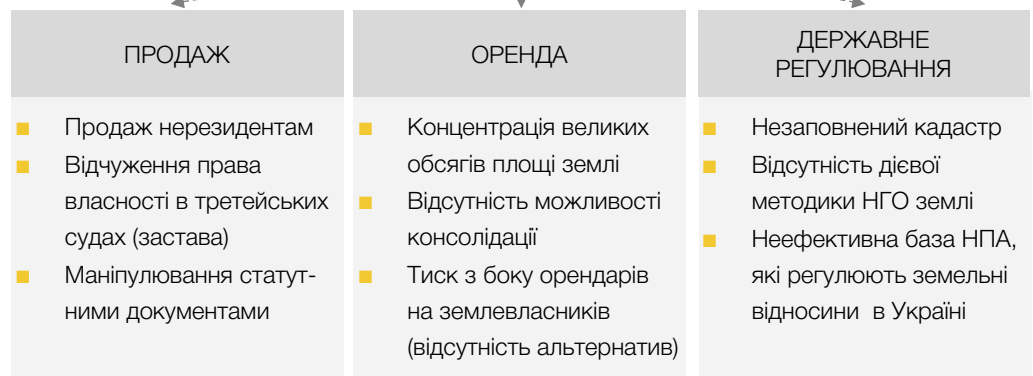 ПРОДАЖ
Продаж нерезидентам
Відчуження права
власності в третейських
судах (застава)
Маніпулювання статут-
ними документами
ОРЕНДА
Концентрація великих
обсягів площі землі
Відсутність можливості
консолідації
Тиск з боку орендарів
на землевласників
(відсутність альтернатив)
ДЕРЖАВНЕ
РЕГУЛЮВАННЯ
Незаповнений кадастр
Відсутність дієвої
методики НГО землі
Неефективна база НПА,
які регулюють земельні
відносини в Україні